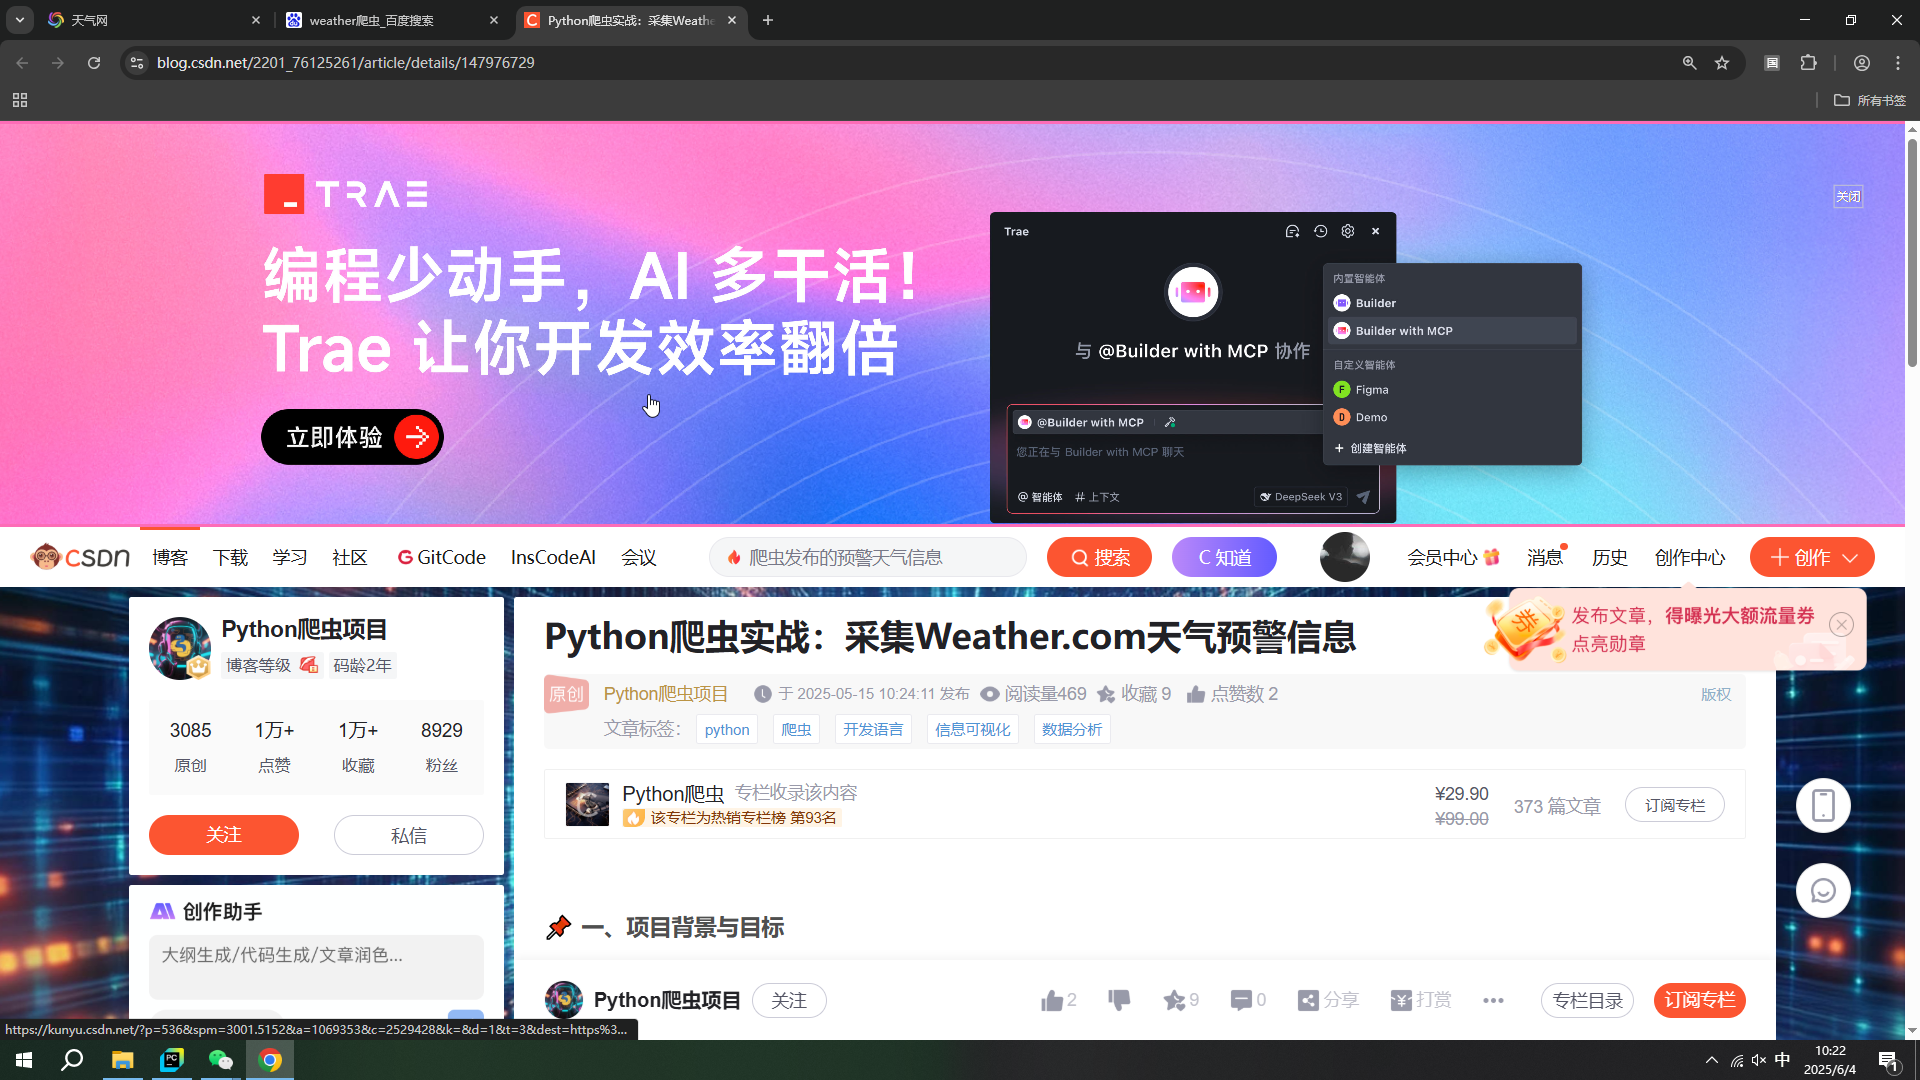 天气网
weather爬虫_百度搜索
Python爬虫实战：采集Weathe
blog.csdn.net/2201_76125261/article/details/147976729
国
所有书签
TRAE
关闭
编程少动手，AI 多干活！
Trae 让你开发效率翻倍
立即体验
Trae
与 @Builder with MCP 协作
内置智能体
Builder
Builder with MCP
自定义智能体
F Figma
D Demo
+ 创建智能体
@Builder with MCP
您正在与 Builder with MCP 聊天
@ 智能体 # 上下文
DeepSeek V3
CSDN 博客 下载 学习 社区 GitCode InsCodeAI 会议
爬虫发布的预警天气信息
搜索
C 知道
会员中心 消息 历史 创作中心 创作
发布文章，得曝光大额流量券
点亮勋章
Python爬虫项目
博客等级 码龄2年
3085 1万+ 1万+ 8929
原创 点赞 收藏 粉丝
关注 私信
创作助手
大纲生成/代码生成/文章润色...
Python爬虫实战：采集Weather.com天气预警信息
原创 Python爬虫项目 于 2025-05-15 10:24:11 发布 阅读量469 收藏 9 点赞数 2 版权
文章标签： python 爬虫 开发语言 信息可视化 数据分析
Python爬虫 专栏收录该内容
该专栏为热销专栏榜 第93名
¥29.90
¥99.00
373 篇文章
订阅专栏
一、项目背景与目标
Python爬虫项目 关注 2 9 0 分享 打赏 专栏目录 订阅专栏
https://kunyu.csdn.net/?p=536&spm=3001.5152&a=1069353&c=2529428&k=&d=1&t=3&dest=https%3...
PC
中
10:22
2025/6/4
1